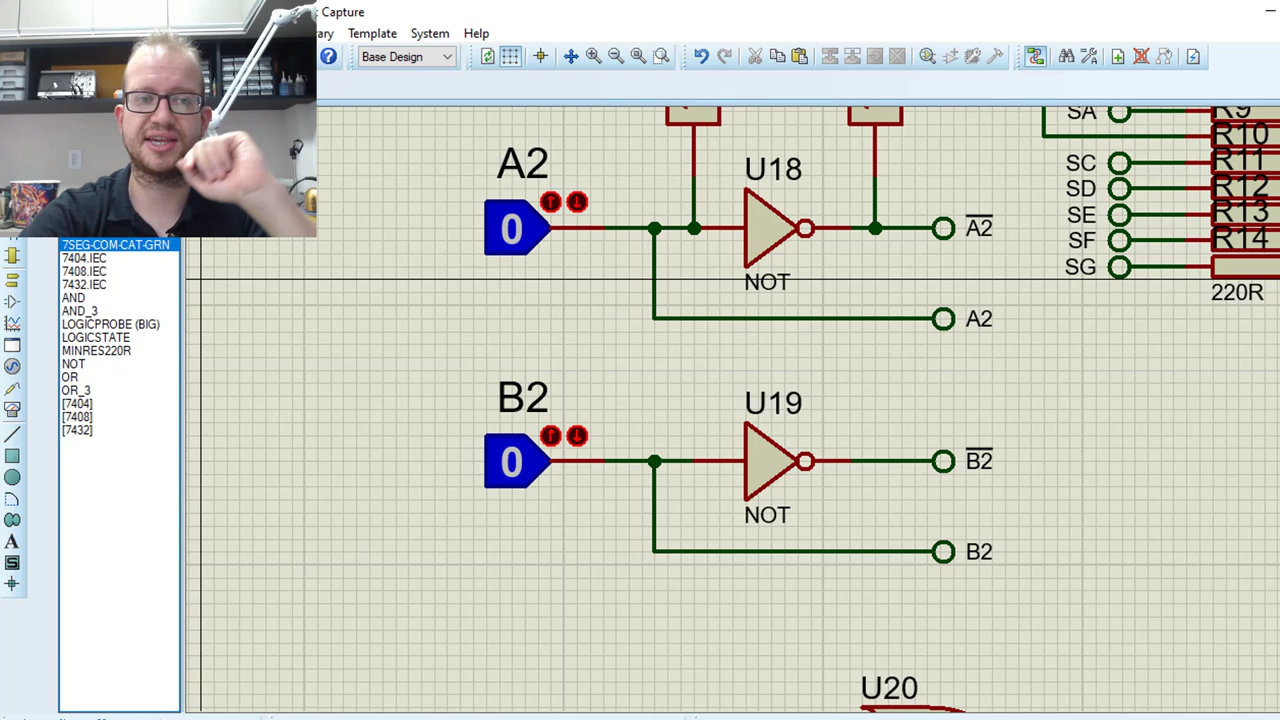 Capture
Template System Help
Base Design
7SEG-COM-CAT-GRN
7404.IEC
7408.IEC
7432.IEC
AND
AND_3
LOGICPROBE (BIG)
LOGICSTATE
MINRES220R
NOT
OR
OR_3
[7404]
[7408]
[7432]
A2
0
U18
NOT
A2
A2
B2
0
U19
NOT
B2
B2
U20
SA
SC
SD
SE
SF
SG
R9
R10
R11
R12
R13
R14
220R